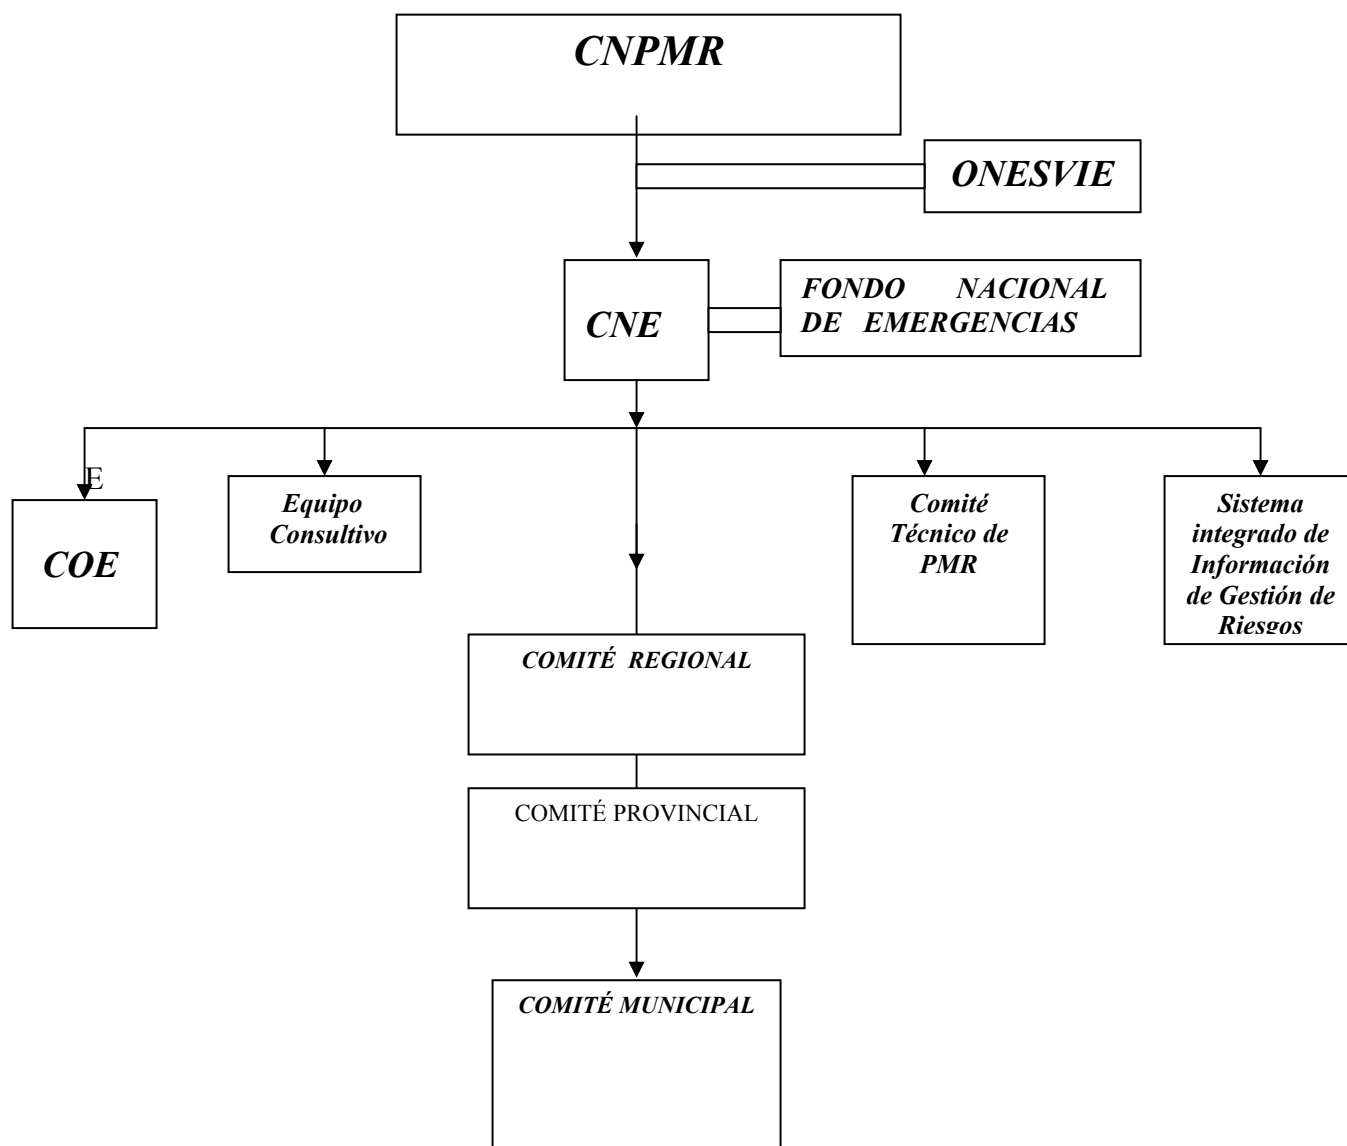 CNPMR
ONESVIE
FONDO NACIONAL
DE EMERGENCIAS
CNE
E
COE
Equipo
Consultivo
Comité
Técnico de
PMR
Sistema
integrado de
Información
de Gestión de
Riesgos
COMITÉ REGIONAL
COMITÉ PROVINCIAL
COMITÉ MUNICIPAL